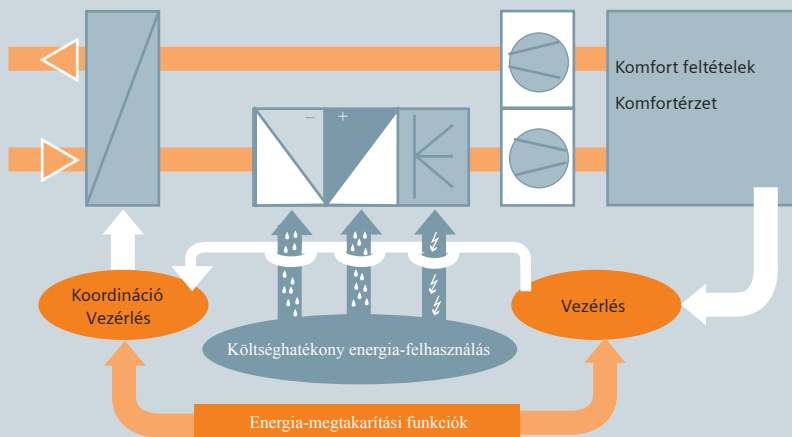 Komfort feltételek
Komfortérzet
− +
Koordináció
Vezérlés
Vezérlés
Költséghatékony energia-felhasználás
Energia-megtakarítási funkciók